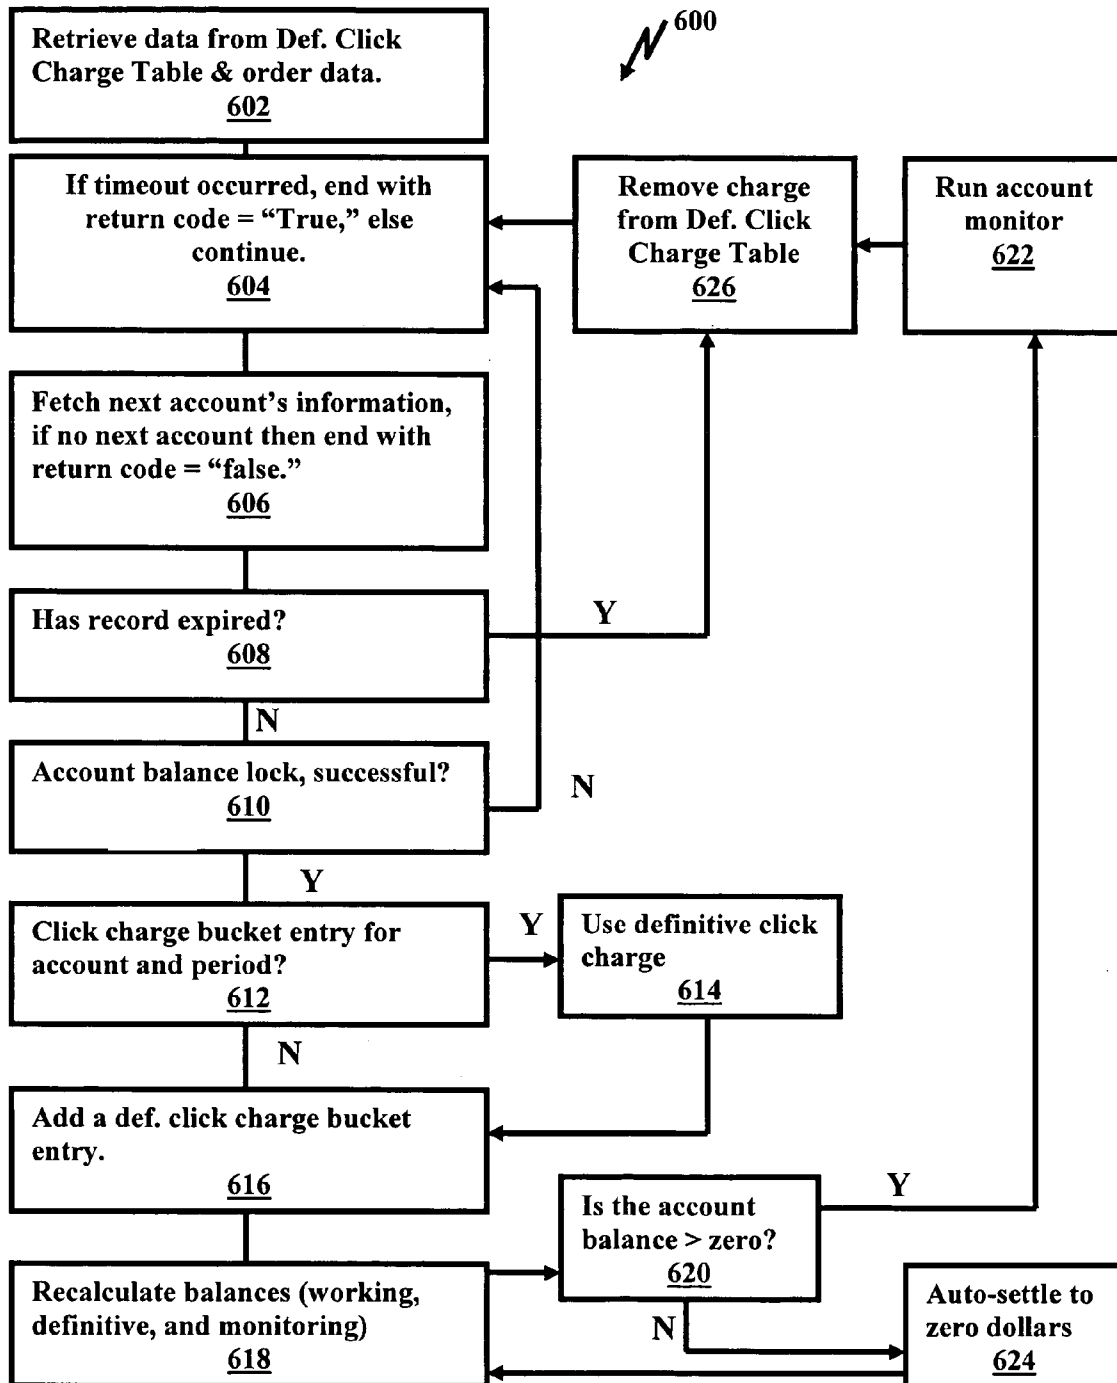 600
Retrieve data from Def. Click
Charge Table & order data.
602
If timeout occurred, end with
return code = “True,” else
continue.
604
Remove charge
from Def. Click
Charge Table
626
Run account
monitor
622
Fetch next account’s information,
if no next account then end with
return code = “false.”
606
Has record expired?
608
Y
N
Account balance lock, successful?
610
N
Y
Click charge bucket entry for
account and period?
612
Y
Use definitive click
charge
614
N
Add a def. click charge bucket
entry.
616
Is the account
balance > zero?
620
Y
N
Recalculate balances (working,
definitive, and monitoring)
618
Auto-settle to
zero dollars
624